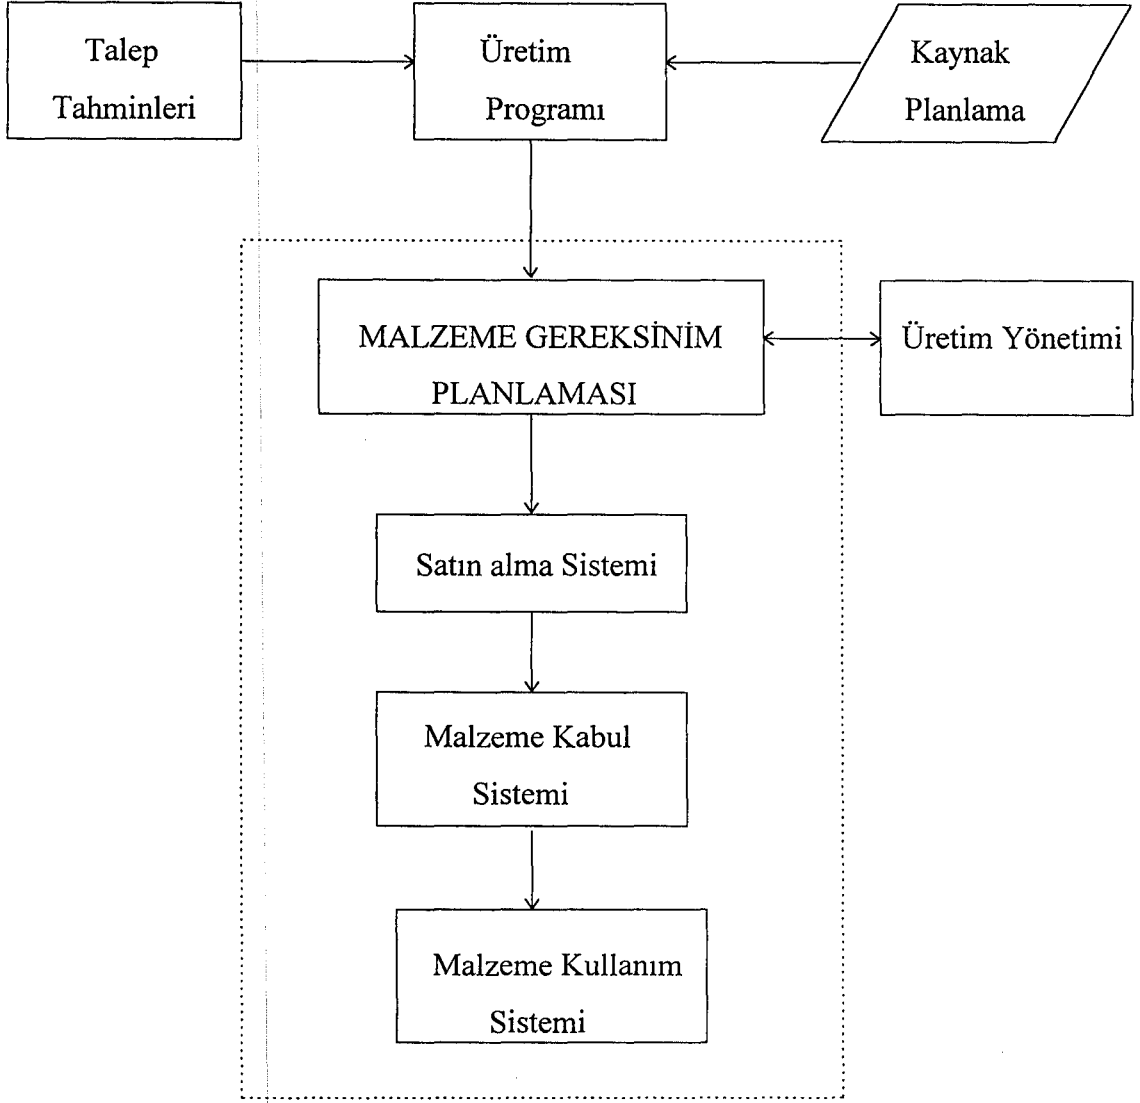 Talep
Tahminleri
Üretim
Programı
Kaynak
Planlama
MALZEME GEREKSİNİM
PLANLAMASI
Üretim Yönetimi
Satın alma Sistemi
Malzeme Kabul
Sistemi
Malzeme Kullanım
Sistemi